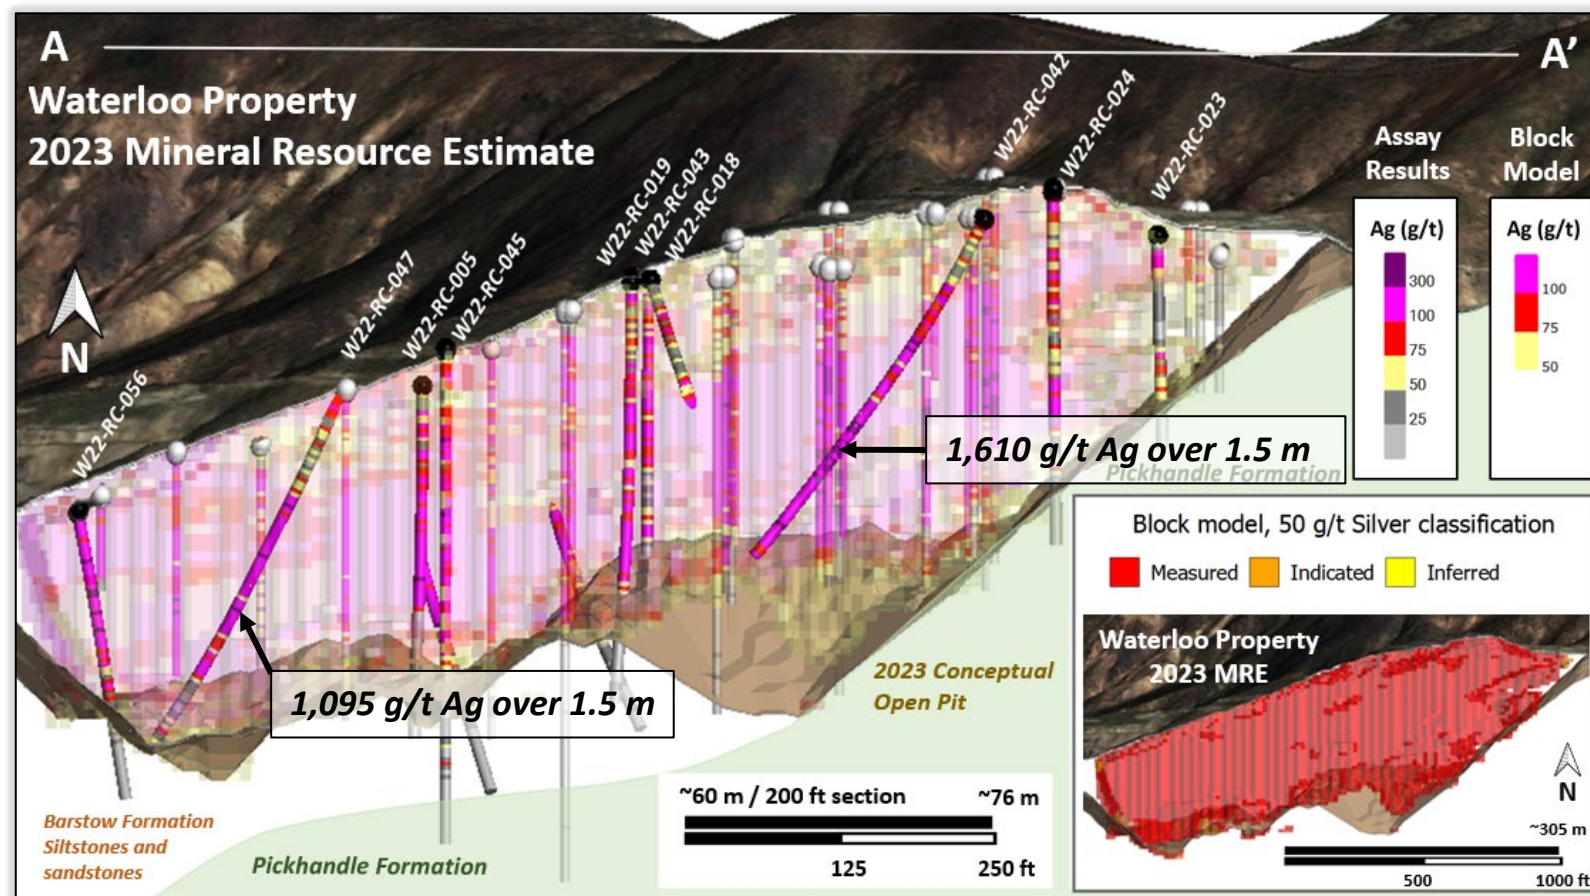 A
A'
Waterloo Property
2023 Mineral Resource Estimate
N
W22-RC-056
W22-RC-047
W22-RC-005
W22-RC-045
W22-RC-019
W22-RC-043
W22-RC-018
W22-RC-042
W22-RC-024
W22-RC-023
Assay
Results
Ag (g/t)
300
100
75
50
25
Block
Model
Ag (g/t)
100
75
50
1,610 g/t Ag over 1.5 m
Pickhandle Formation
1,095 g/t Ag over 1.5 m
2023 Conceptual
Open Pit
Barstow Formation
Siltstones and
sandstones
Pickhandle Formation
~60 m / 200 ft section ~76 m
125 250 ft
Block model, 50 g/t Silver classification
Measured Indicated Inferred
Waterloo Property
2023 MRE
N
~305 m
500 1000 ft